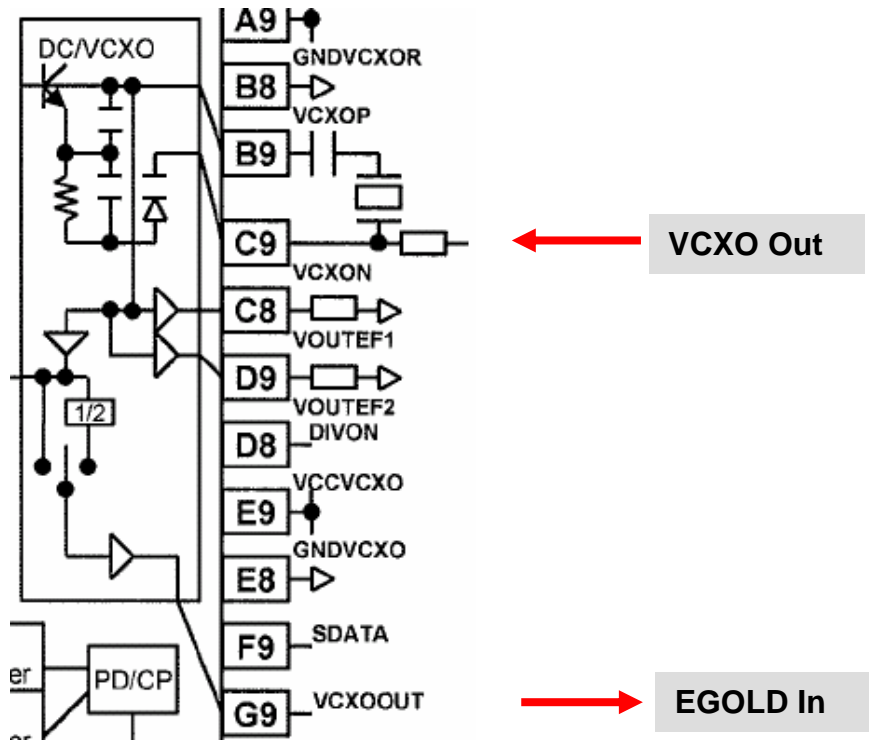 A9
DC/VCXO
GNDVCXOR
B8
VCXOP
B9
VCXO Out
C9
VCXON
C8
VOUTEF1
D9
VOUTEF2
1/2
DIVON
D8
VCCVCXO
E9
GNDVCXO
E8
SDATA
F9
er
PD/CP
VCXOOUT
G9
EGOLD In
er